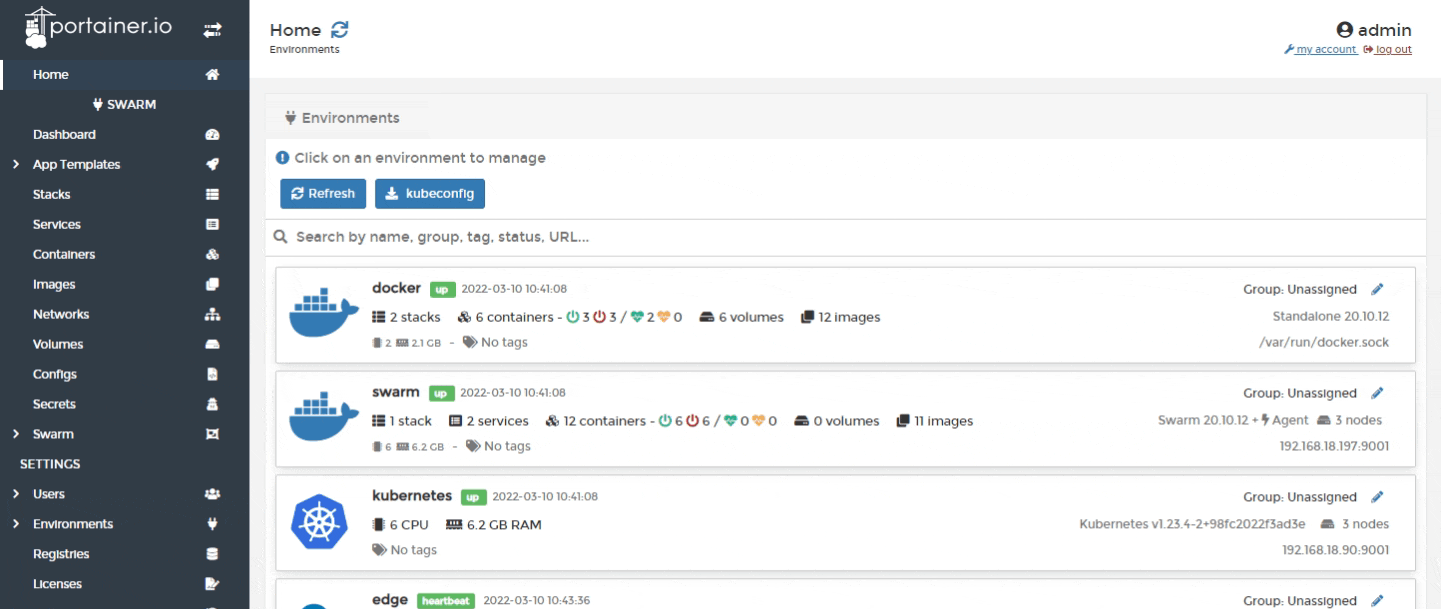 portainer.io
Home
SWARM
Dashboard
App Templates
Stacks
Services
Containers
Images
Networks
Volumes
Configs
Secrets
Swarm
SETTINGS
Users
Environments
Registries
Licenses
Home
Environments
admin
my account log out
Environments
Click on an environment to manage
Refresh kubeconfig
Search by name, group, tag, status, URL...
docker up 2022-03-10 10:41:08 Group: Unassigned
2 stacks 6 containers - 3 3 / 2 0 6 volumes 12 images Standalone 20.10.12
2 2.1 GB - No tags /var/run/docker.sock
swarm up 2022-03-10 10:41:08 Group: Unassigned
1 stack 2 services 12 containers - 6 6 / 0 0 0 volumes 11 images Swarm 20.10.12 + Agent 3 nodes
6 6.2 GB - No tags 192.168.18.197:9001
kubernetes up 2022-03-10 10:41:08 Group: Unassigned
6 CPU 6.2 GB RAM Kubernetes v1.23.4-2+98fc2022f3ad3e 3 nodes
No tags 192.168.18.90:9001
edge heartbeat 2022-03-10 10:43:36 Group: Unassigned